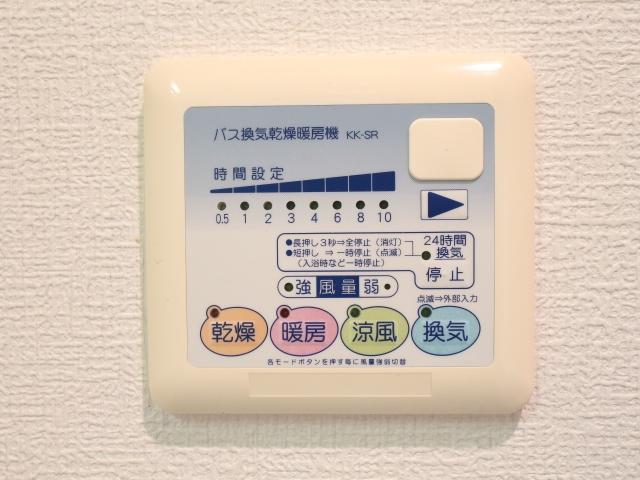 バス換気乾燥暖房機 KK-SR
時間設定
0.5 1 2 3 4 6 8 10
●長押し3秒⇒全停止(消灯)
●短押し ⇒一時停止(点滅)
(入浴時など一時停止)
24時間
換気
停止
強 風量 弱
点滅⇒外部入力
乾燥 暖房 涼風 換気
各モードボタンを押す毎に風量強弱切替